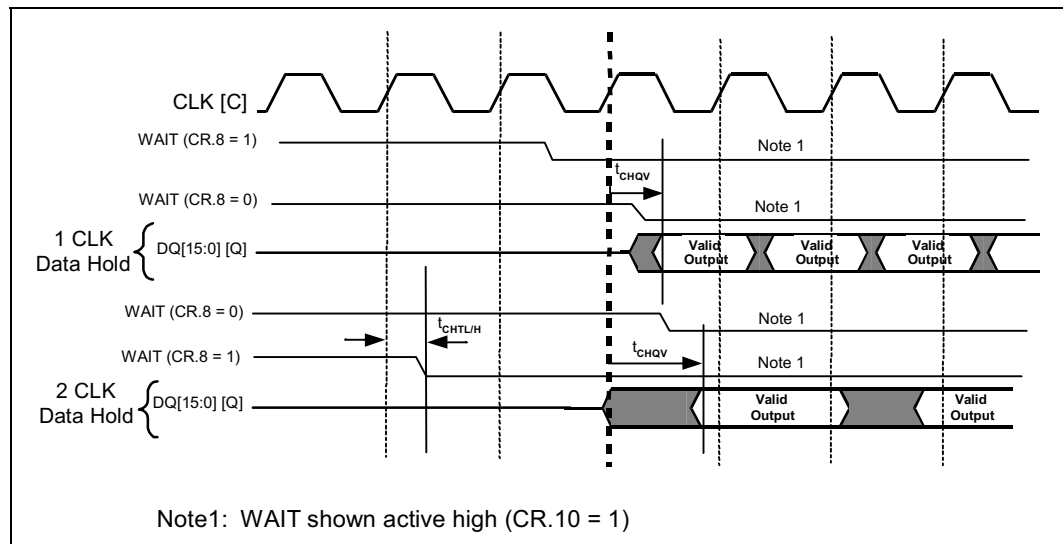 CLK [C]
WAIT (CR.8 = 1)
Note 1
tCHQV
WAIT (CR.8 = 0)
Note 1
1 CLK
Data Hold
DQ[15:0] [Q]
Valid
Output
Valid
Output
Valid
Output
WAIT (CR.8 = 0)
Note 1
tCHTL/H
tCHQV
WAIT (CR.8 = 1)
Note 1
2 CLK
Data Hold
DQ[15:0] [Q]
Valid
Output
Valid
Output
Note1: WAIT shown active high (CR.10 = 1)